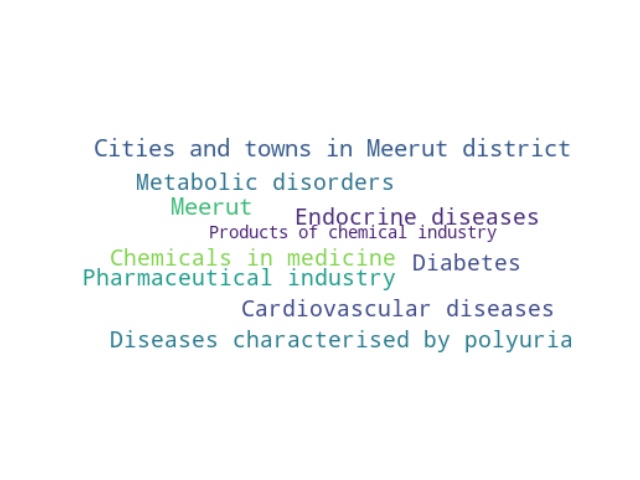 Cities and towns in Meerut district
Metabolic disorders
Meerut
Endocrine diseases
Products of chemical industry
Chemicals in medicine
Diabetes
Pharmaceutical industry
Cardiovascular diseases
Diseases characterised by polyuria